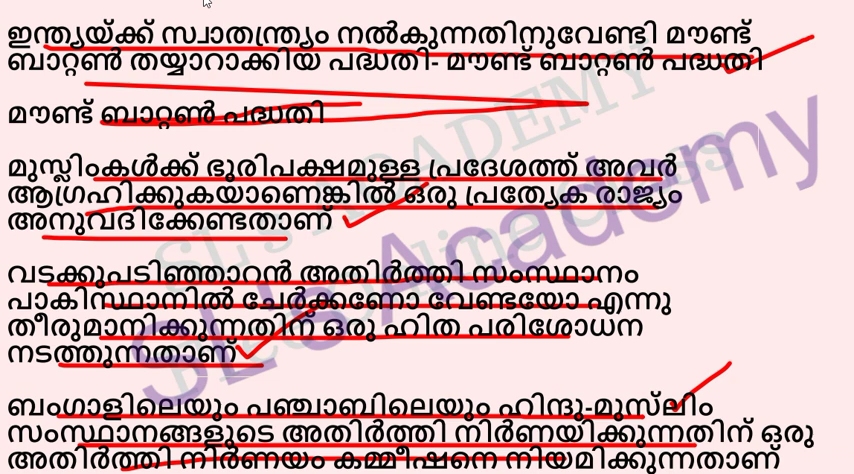 ഇന്ത്യയ്ക്ക് സ്വാതന്ത്ര്യം നൽകുന്നതിനുവേണ്ടി മൗണ്ട്
ബാറ്റൺ തയ്യാറാക്കിയ പദ്ധതി- മൗണ്ട് ബാറ്റൺ പദ്ധതി
മൗണ്ട് ബാറ്റൺ പദ്ധതി
മുസ്ലിംകൾക്ക് ഭൂരിപക്ഷമുള്ള പ്രദേശത്ത് അവർ
ആഗ്രഹിക്കുകയാണെങ്കിൽ ഒരു പ്രത്യേക രാജ്യം
അനുവദിക്കേണ്ടതാണ്
വടക്കുപടിഞ്ഞാറൻ അതിർത്തി സംസ്ഥാനം
പാകിസ്ഥാനിൽ ചേർക്കണോ വേണ്ടയോ എന്നു
തീരുമാനിക്കുന്നതിന് ഒരു ഹിത പരിശോധന
നടത്തുന്നതാണ്
ബംഗാളിലെയും പഞ്ചാബിലെയും ഹിന്ദു-മുസ്ലിം
സംസ്ഥാനങ്ങളുടെ അതിർത്തി നിർണയിക്കുന്നതിന് ഒരു
അതിർത്തി നിർണയം കമ്മീഷനെ നിയമിക്കുന്നതാണ്
SL's Academy